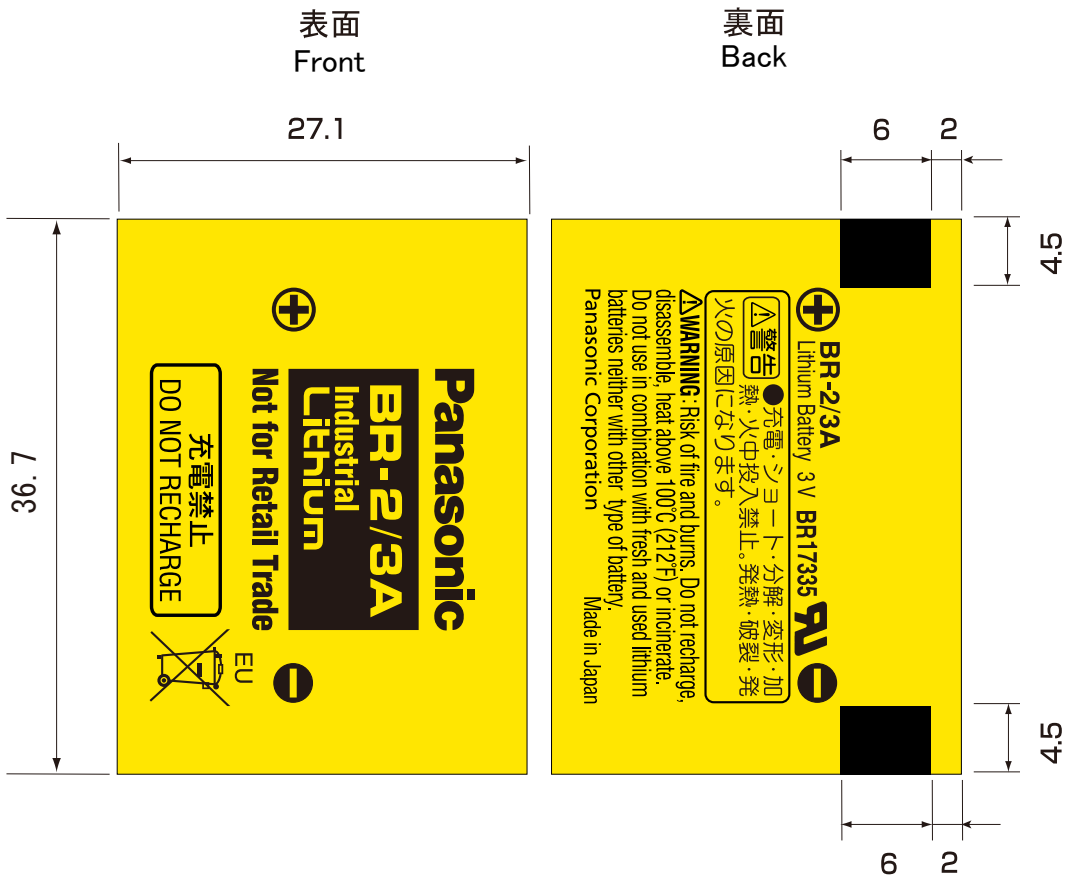 表面
Front
裏面
Back
27.1
36.7
Panasonic
BR-2/3A
Industrial
Lithium
Not for Retail Trade
充電禁止
DO NOT RECHARGE
EU
6
2
4.5
BR-2/3A
Lithium Battery 3V BR17335
警告 ●充電・ショート・分解・変形・加
熱・火中投入禁止。発熱・破裂・発
火の原因になります。
⚠WARNING : Risk of fire and burns. Do not recharge,
disassemble, heat above 100℃ (212℉) or incinerate.
Do not use in combination with fresh and used lithium
batteries neither with other type of battery.
Panasonic Corporation Made in Japan
4.5
6
2